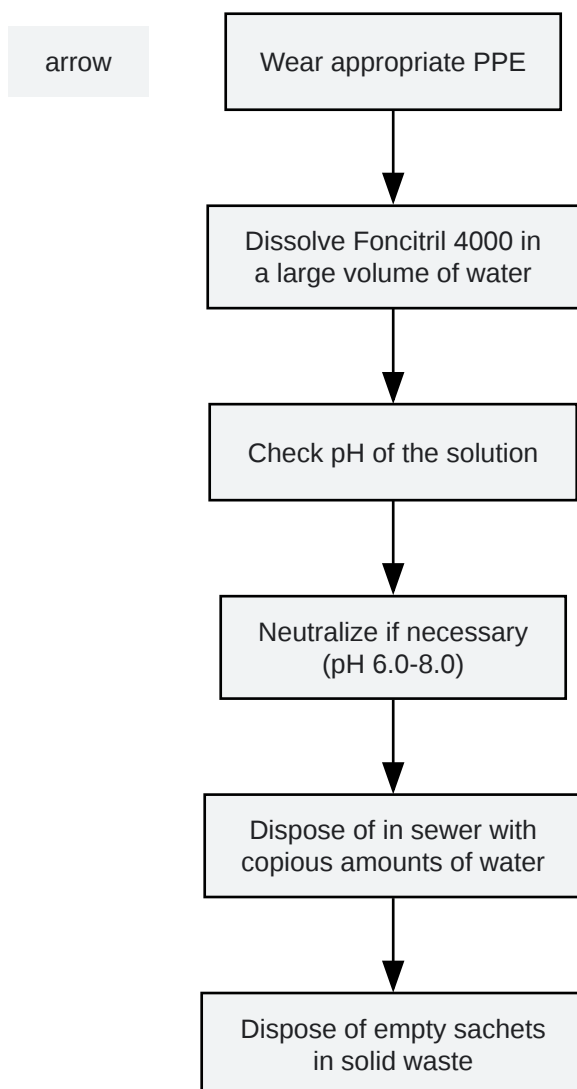 arrow
Wear appropriate PPE
Dissolve Foncitril 4000 in
a large volume of water
Check pH of the solution
Neutralize if necessary
(pH 6.0-8.0)
Dispose of in sewer with
copious amounts of water
Dispose of empty sachets
in solid waste